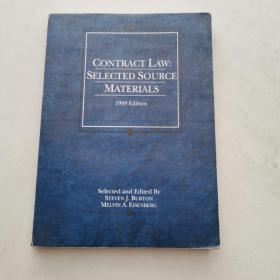 CONTRACT LAW:
SELECTED SOURCE
MATERIALS
1999 Edition
Selected and Edited By
STEVEN J. BURTON
MELVIN A. EISENBERG